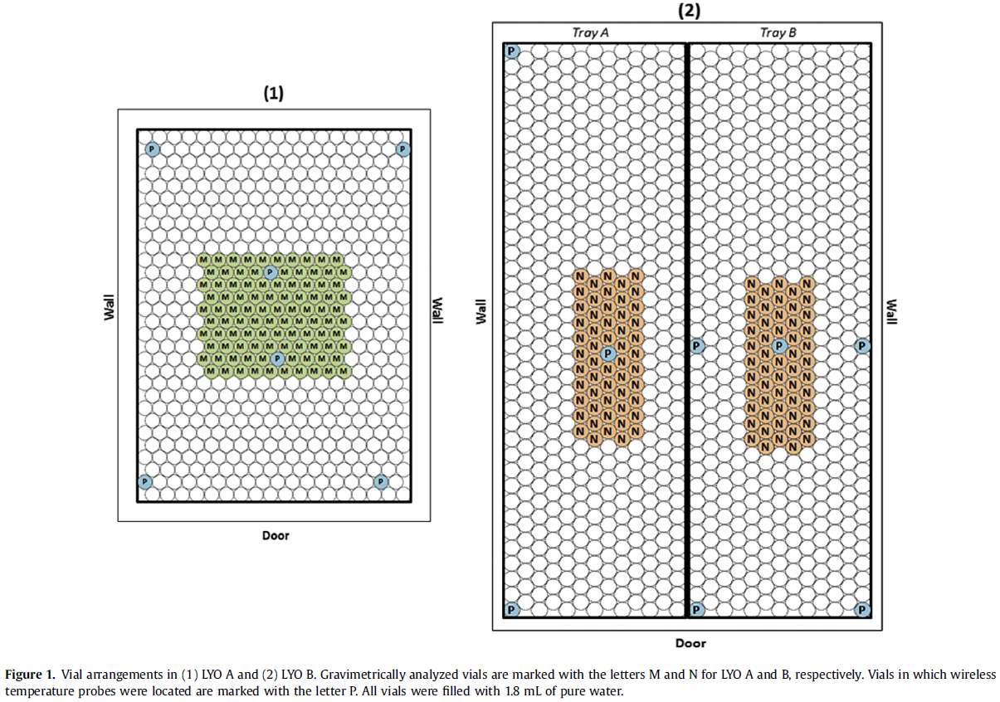 (1)
P P
M M M M M M M M M M
M M M M P M M M M M
M M M M M M M M M M
M M M M M M M M M M
M M M M M M M M M M
M M M M M M M M M M
M M M M M M M M M M
M M M M M M M M M M
M M M M M P M M M M
M M M M M M M M M M
P P
Wall
Wall
Door
(2)
Tray A Tray B
P
N N N
N N N N N
N N N N N
N N N N N
N N N N N
N N N N N
N N N N N
N N N N N
N N N N N
N N P N P N P
N P N N N
N N N N N
N N N N N
N N N N N
N N N N N
N N N N N
N N N N N
N N N N N
N N N N N
N N N N N
N N N N N
N N N N N
N N
P P P
Wall
Wall
Door
Figure 1. Vial arrangements in (1) LYO A and (2) LYO B. Gravimetrically analyzed vials are marked with the letters M and N for LYO A and B, respectively. Vials in which wireless
temperature probes were located are marked with the letter P. All vials were filled with 1.8 mL of pure water.